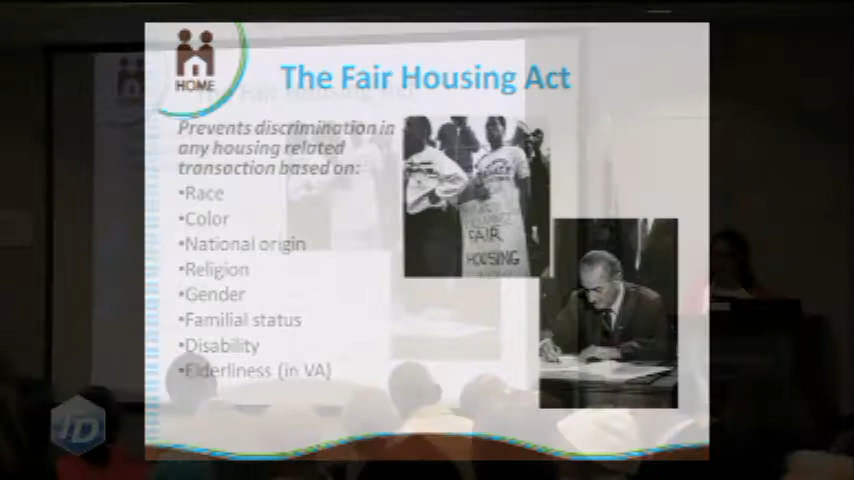 HOME
The Fair Housing Act
Prevents discrimination in
any housing related
transaction based on:
•Race
•Color
•National origin
•Religion
•Gender
•Familial status
•Disability
•Elderliness (in VA)
FAIR
HOUSING
JD